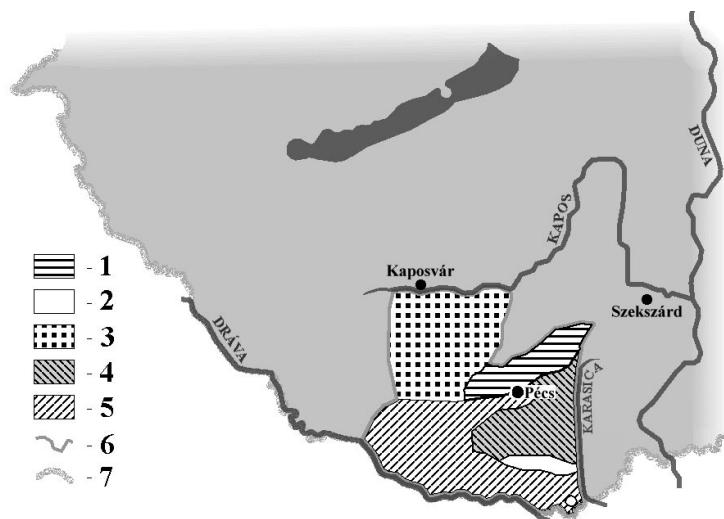 DUNA
KAPOS
Kaposvár
Szekszárd
DRÁVA
Pécs
KARASICA
- 1
- 2
- 3
- 4
- 5
- 6
- 7